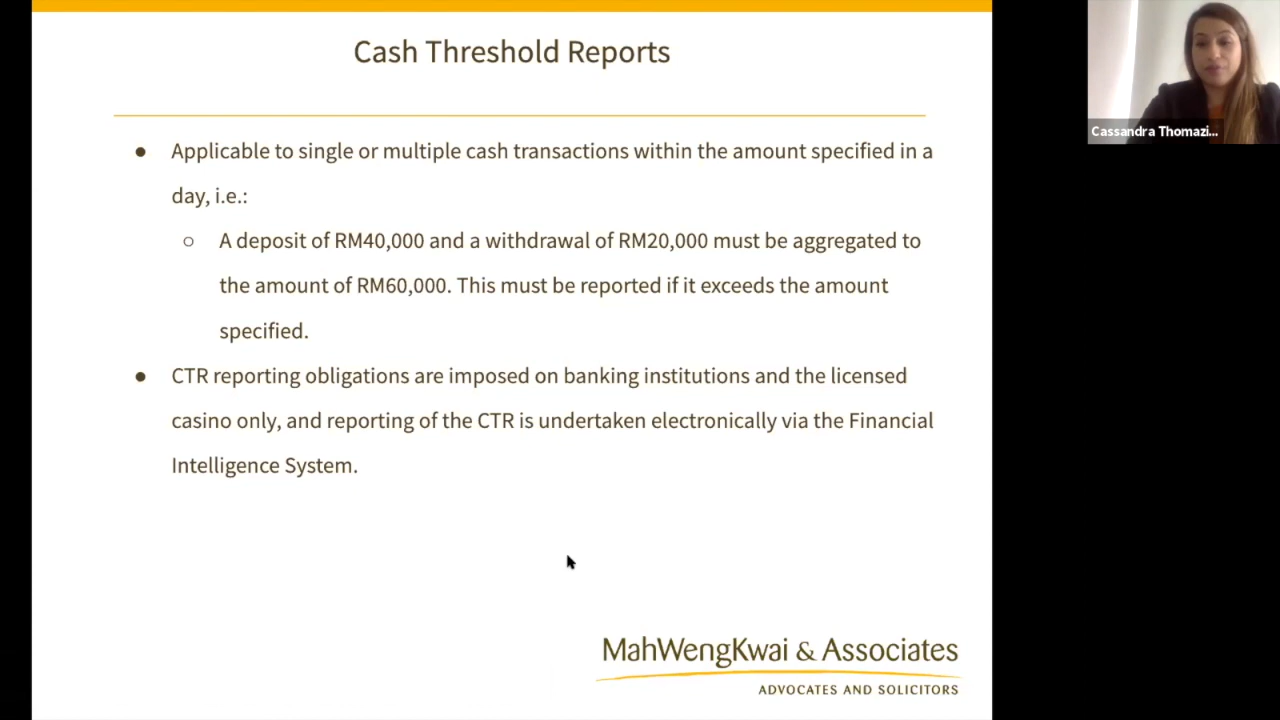 Cash Threshold Reports
● Applicable to single or multiple cash transactions within the amount specified in a
day, i.e.:
○ A deposit of RM40,000 and a withdrawal of RM20,000 must be aggregated to
the amount of RM60,000. This must be reported if it exceeds the amount
specified.
● CTR reporting obligations are imposed on banking institutions and the licensed
casino only, and reporting of the CTR is undertaken electronically via the Financial
Intelligence System.
MahWengKwai & Associates
ADVOCATES AND SOLICITORS
Cassandra Thomazi...